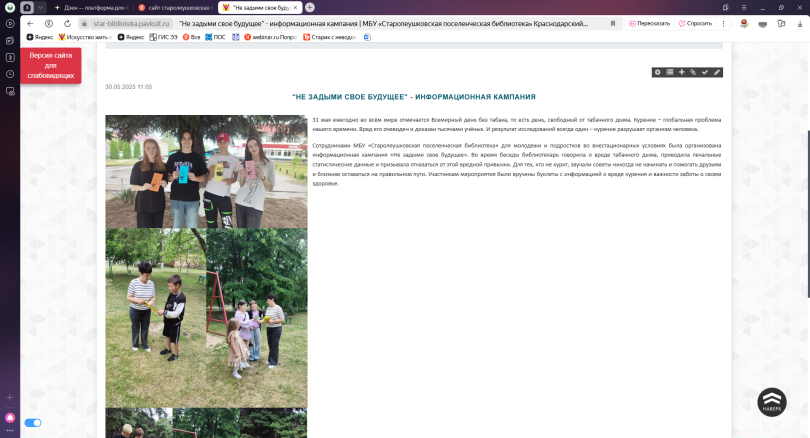 Дзен — платформа для п
сайт старолеушковская п
"Не задыми свое будущ
star-biblioteka.pavkult.ru
"Не задыми свое будущее" - информационная кампания | МБУ «Старолеушковская поселенческая библиотека» Краснодарский...
Пересказать
Спросить
Яндекс
Искусство жить
Яндекс
ГИС ЭЭ
Все
ПОС
webinar.ru
Старик с неводо
Версия сайта
для
слабовидящих
30.05.2025 11:05
"НЕ ЗАДЫМИ СВОЕ БУДУЩЕЕ" - ИНФОРМАЦИОННАЯ КАМПАНИЯ
31 мая ежегодно во всём мире отмечается Всемирный день без табака, то есть день, свободный от табачного дыма. Курение – глобальная проблема
нашего времени. Вред его очевиден и доказан тысячами учёных. И результат исследований всегда один – курение разрушает организм человека.
Сотрудниками МБУ «Старолеушковская поселенческая библиотека» для молодежи и подростков во внестационарных условиях была организована
информационная кампания «Не задыми свое будущее». Во время беседы библиотекарь говорила о вреде табачного дыма, приводила печальные
статистические данные и призывала отказаться от этой вредной привычки. Для тех, кто не курит, звучали советы никогда не начинать и помогать друзьям
и близким оставаться на правильном пути. Участникам мероприятия были вручены буклеты с информацией о вреде курения и важности заботы о своем
здоровье.
НАВЕРХ